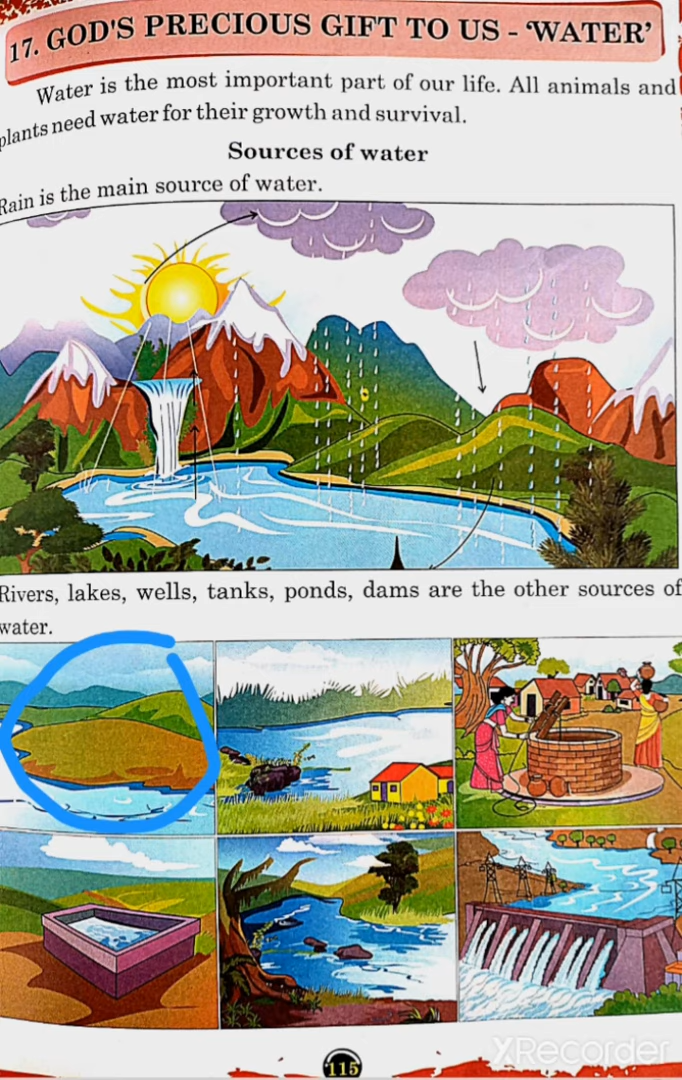 17. GOD'S PRECIOUS GIFT TO US - ‘WATER’
Water is the most important part of our life. All animals and
plants need water for their growth and survival.
Sources of water
Rain is the main source of water.
Rivers, lakes, wells, tanks, ponds, dams are the other sources of
water.
115
XRecorder